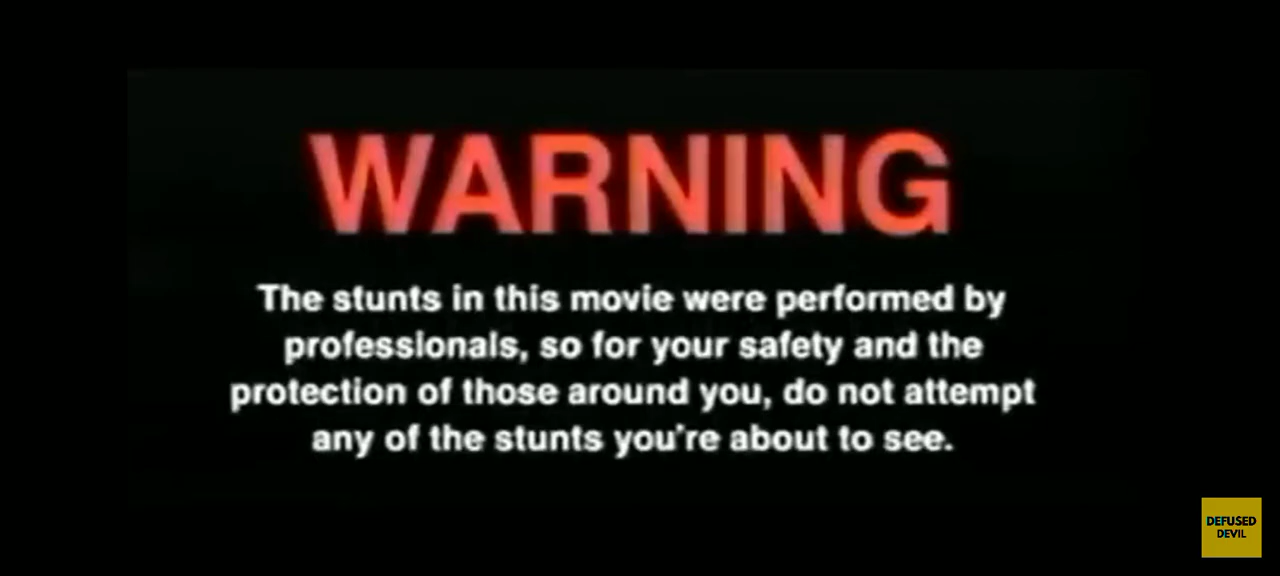 WARNING
The stunts in this movie were performed by
professionals, so for your safety and the
protection of those around you, do not attempt
any of the stunts you're about to see.
DEFUSED
DEVIL